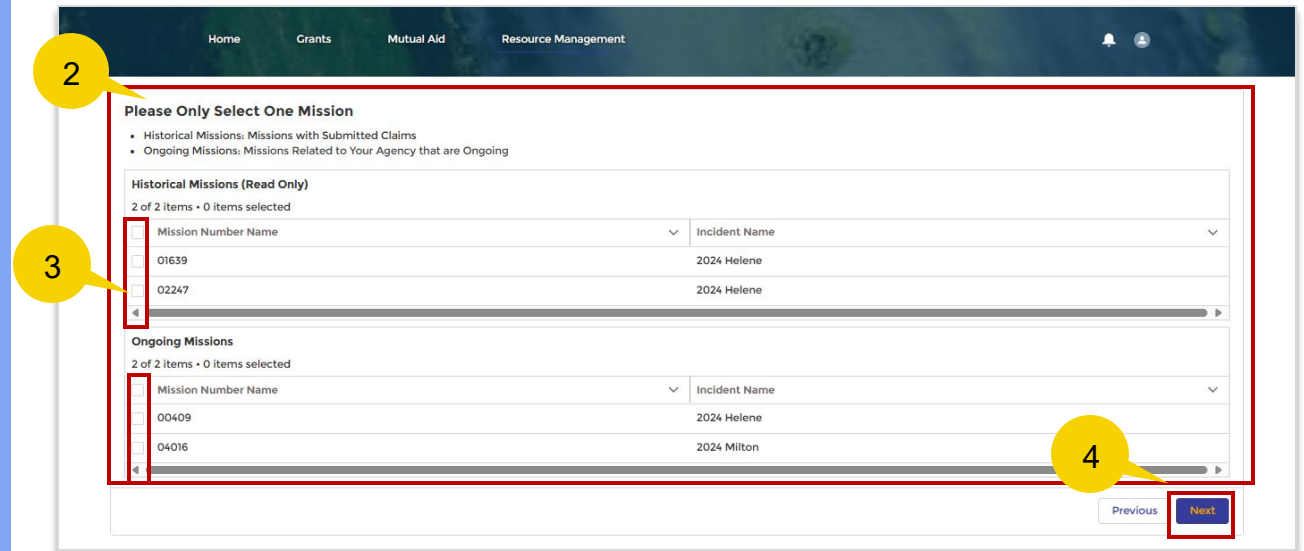 Home Grants Mutual Aid Resource Management
2
Please Only Select One Mission
• Historical Missions: Missions with Submitted Claims
• Ongoing Missions: Missions Related to Your Agency that are Ongoing
Historical Missions (Read Only)
2 of 2 items • 0 items selected
Mission Number Name Incident Name
3
01639 2024 Helene
02247 2024 Helene
Ongoing Missions
2 of 2 items • 0 items selected
Mission Number Name Incident Name
00409 2024 Helene
04016 2024 Milton
4
Previous Next